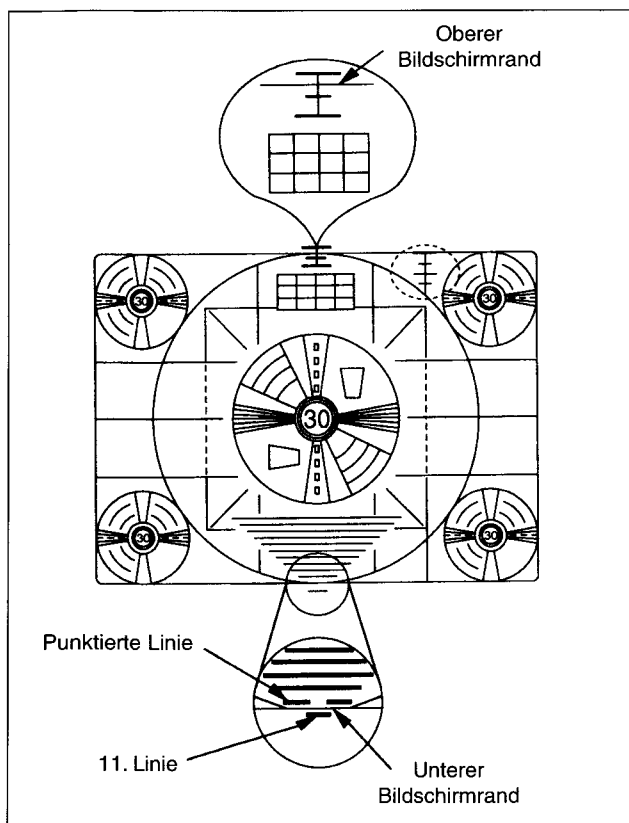 Oberer
Bildschirmrand
30
30
30
30
30
Punktierte Linie
11. Linie
Unterer
Bildschirmrand